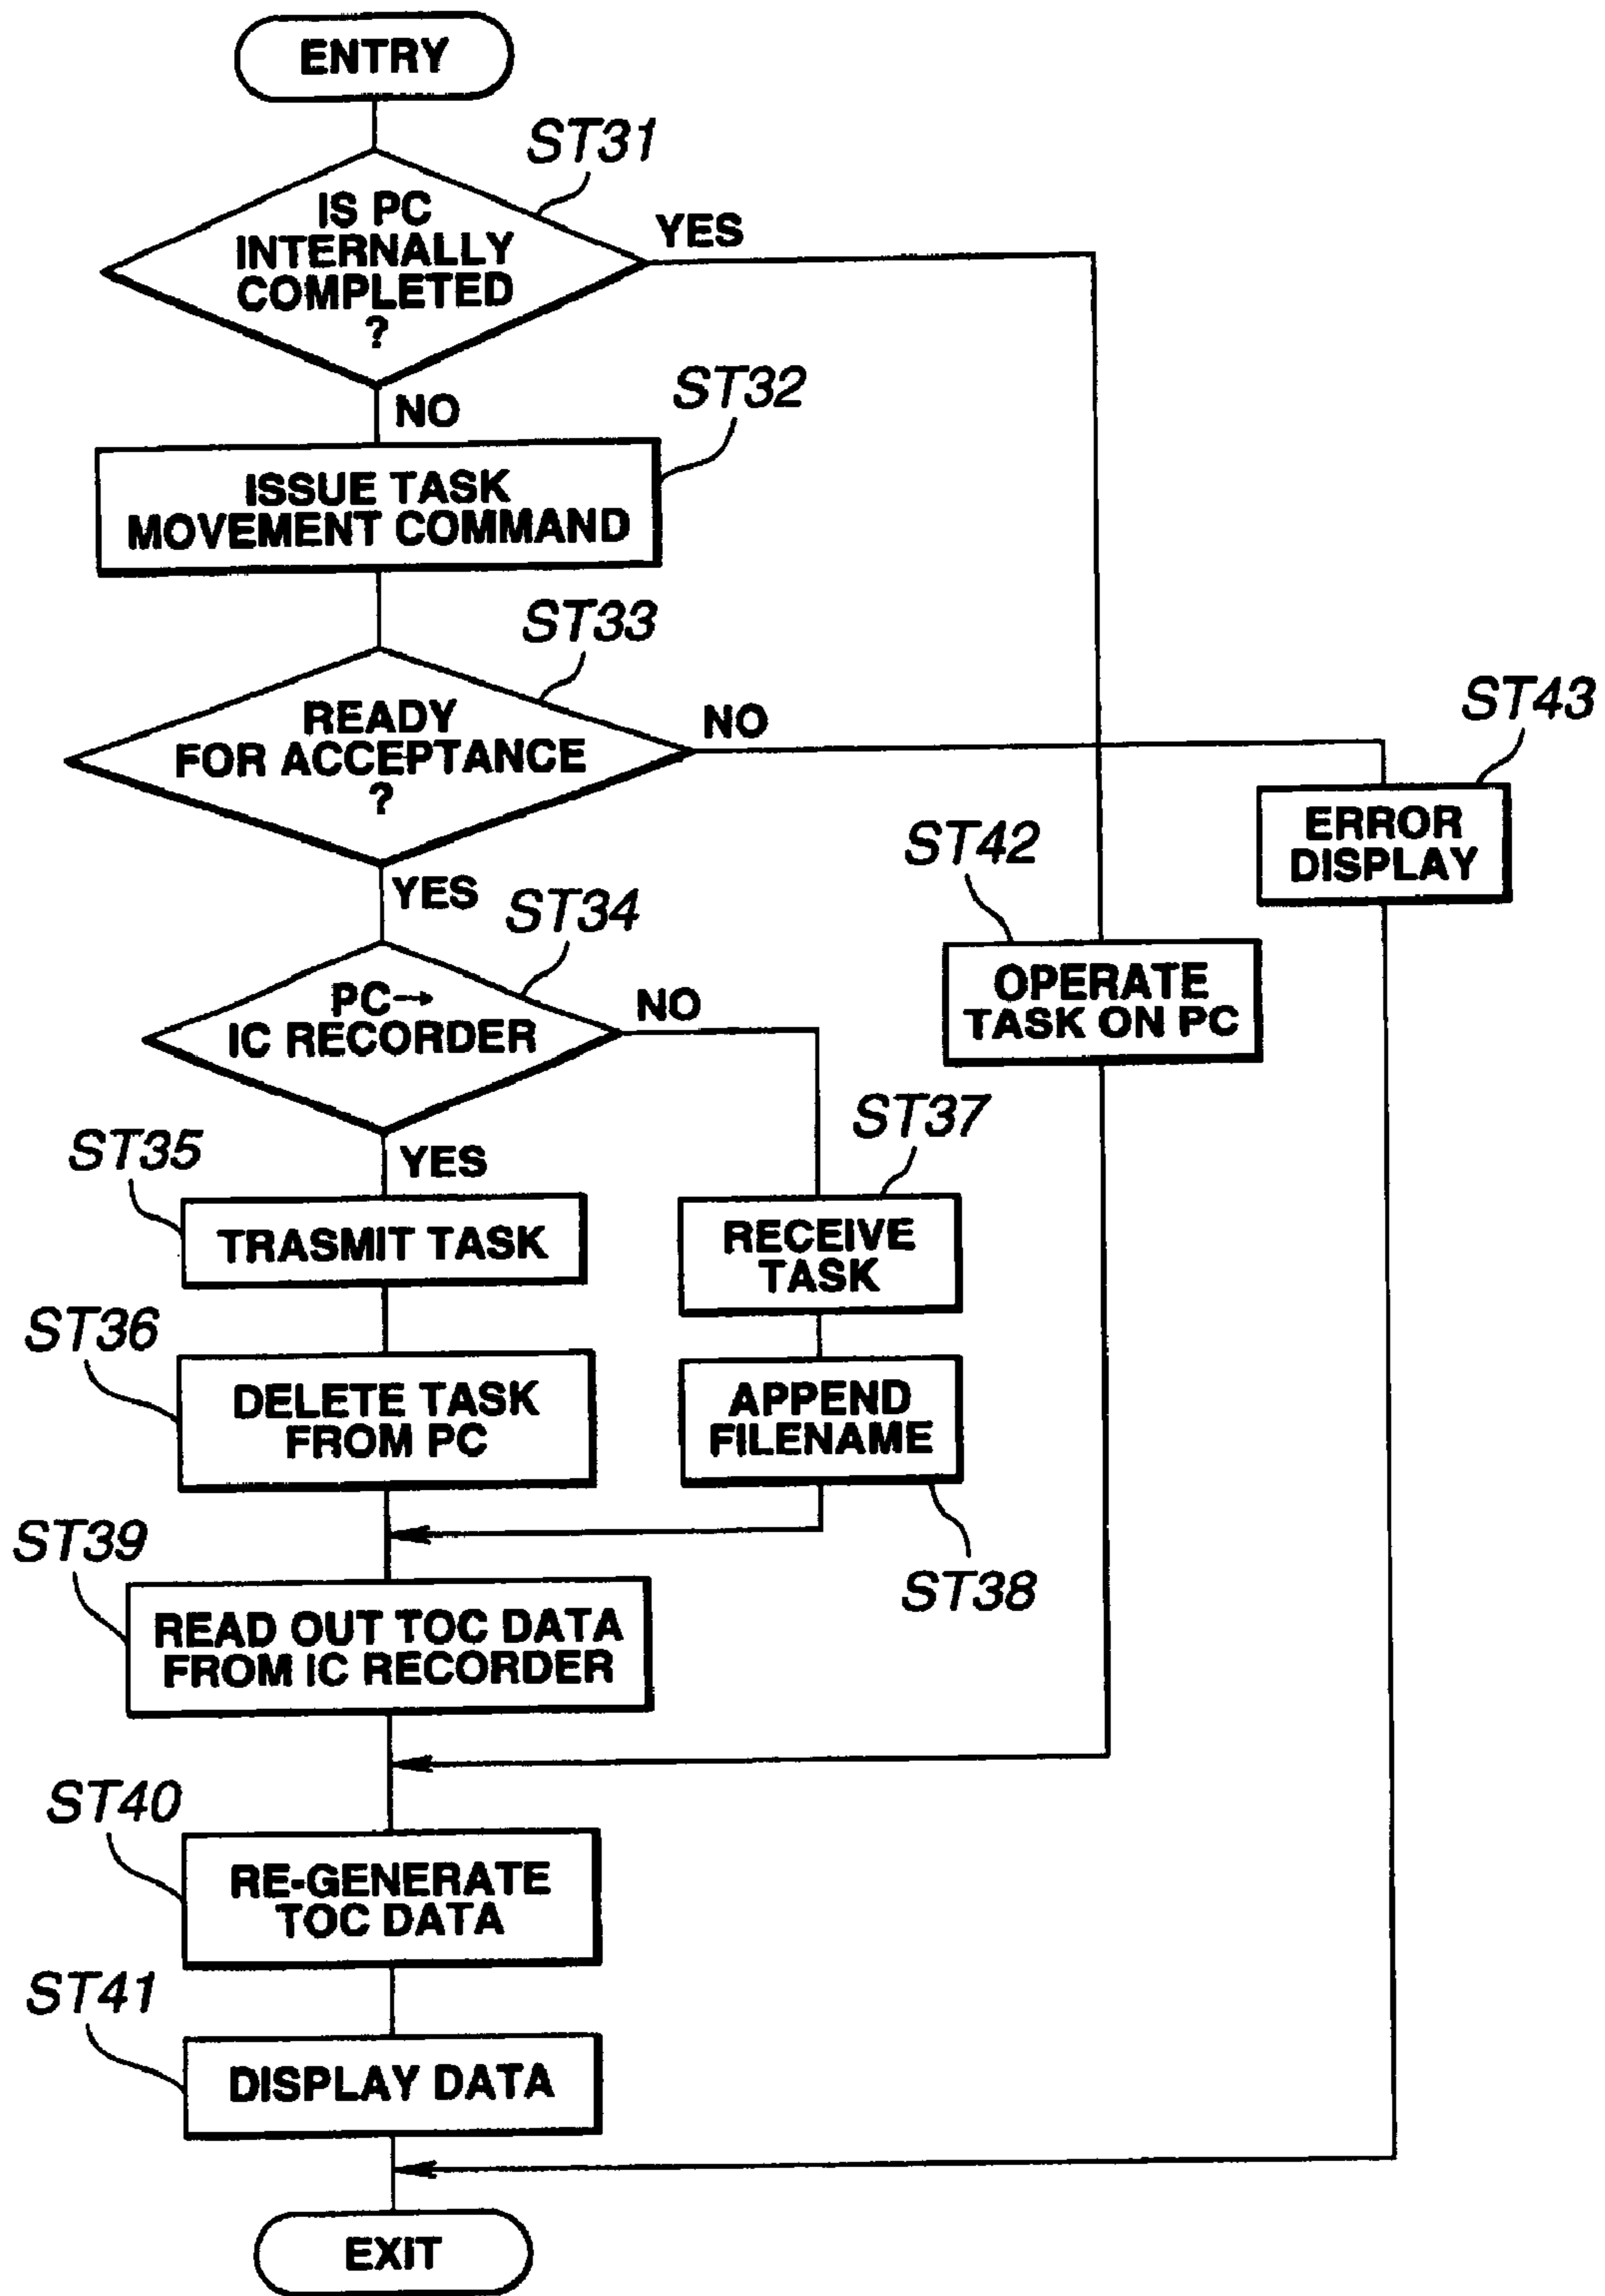 ENTRY
ST31
IS PC
INTERNALLY
COMPLETED
?
YES
NO
ST32
ISSUE TASK
MOVEMENT COMMAND
ST33
READY
FOR ACCEPTANCE
?
NO
ST43
ERROR
DISPLAY
YES
ST42
OPERATE
TASK ON PC
ST34
PC→
IC RECORDER
NO
YES
ST35
TRASMIT TASK
ST37
RECEIVE
TASK
ST36
DELETE TASK
FROM PC
APPEND
FILENAME
ST38
ST39
READ OUT TOC DATA
FROM IC RECORDER
ST40
RE-GENERATE
TOC DATA
ST41
DISPLAY DATA
EXIT